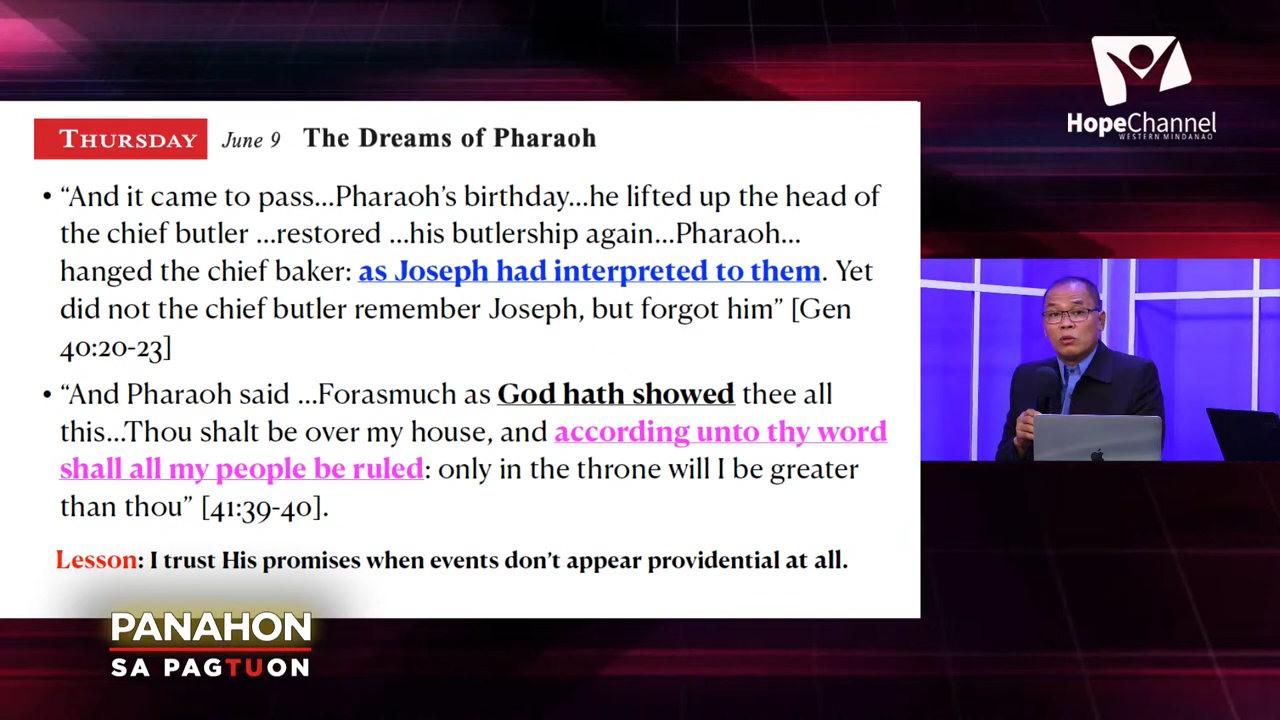 HopeChannel
WESTERN MINDANAO
THURSDAY June 9 The Dreams of Pharaoh
• “And it came to pass...Pharaoh’s birthday...he lifted up the head of
the chief butler ...restored ...his butlership again...Pharaoh...
hanged the chief baker: as Joseph had interpreted to them. Yet
did not the chief butler remember Joseph, but forgot him” [Gen
40:20-23]
• “And Pharaoh said ...Forasmuch as God hath showed thee all
this...Thou shalt be over my house, and according unto thy word
shall all my people be ruled: only in the throne will I be greater
than thou” [41:39-40].
Lesson: I trust His promises when events don’t appear providential at all.
PANAHON
SA PAGTUON